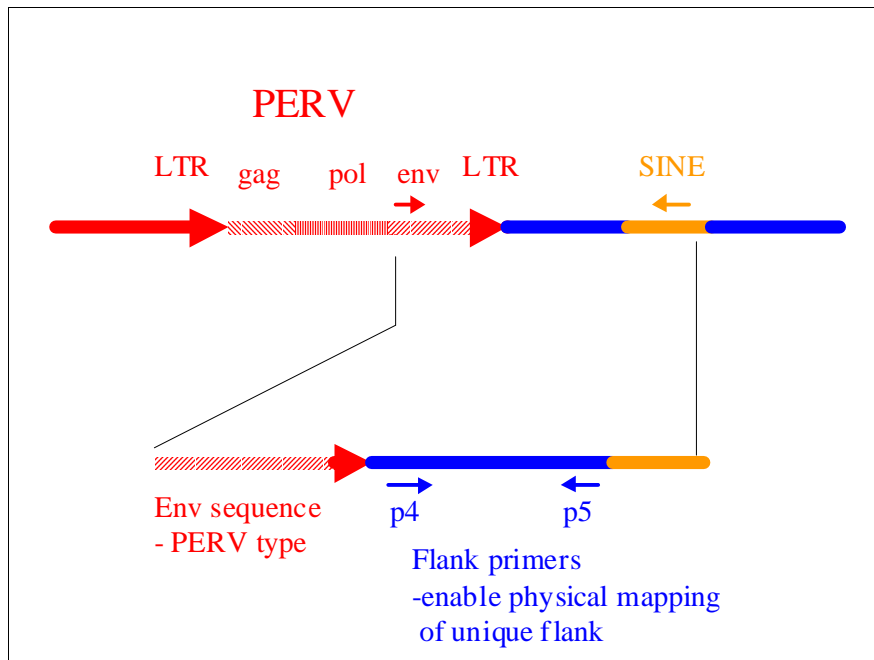 PERV
LTR gag pol env LTR SINE
Env sequence
- PERV type
p4 p5
Flank primers
-enable physical mapping
of unique flank